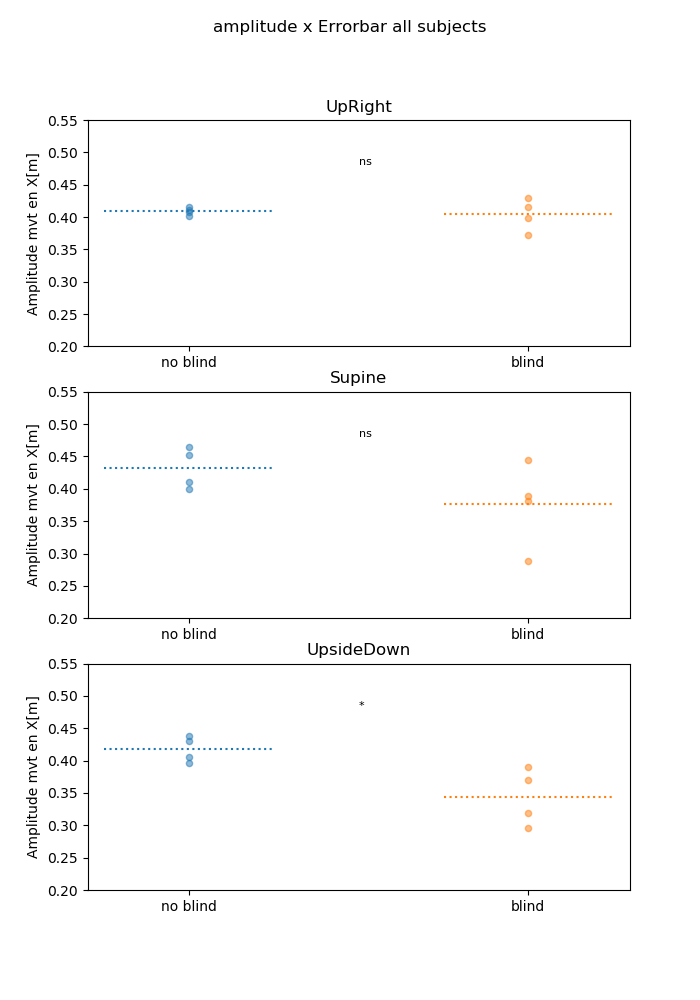 amplitude x Errorbar all subjects
UpRight
Amplitude mvt en X[m]
0.55
0.50
0.45
0.40
0.35
0.30
0.25
0.20
ns
no blind
blind
Supine
Amplitude mvt en X[m]
0.55
0.50
0.45
0.40
0.35
0.30
0.25
0.20
ns
no blind
blind
UpsideDown
Amplitude mvt en X[m]
0.55
0.50
0.45
0.40
0.35
0.30
0.25
0.20
*
no blind
blind